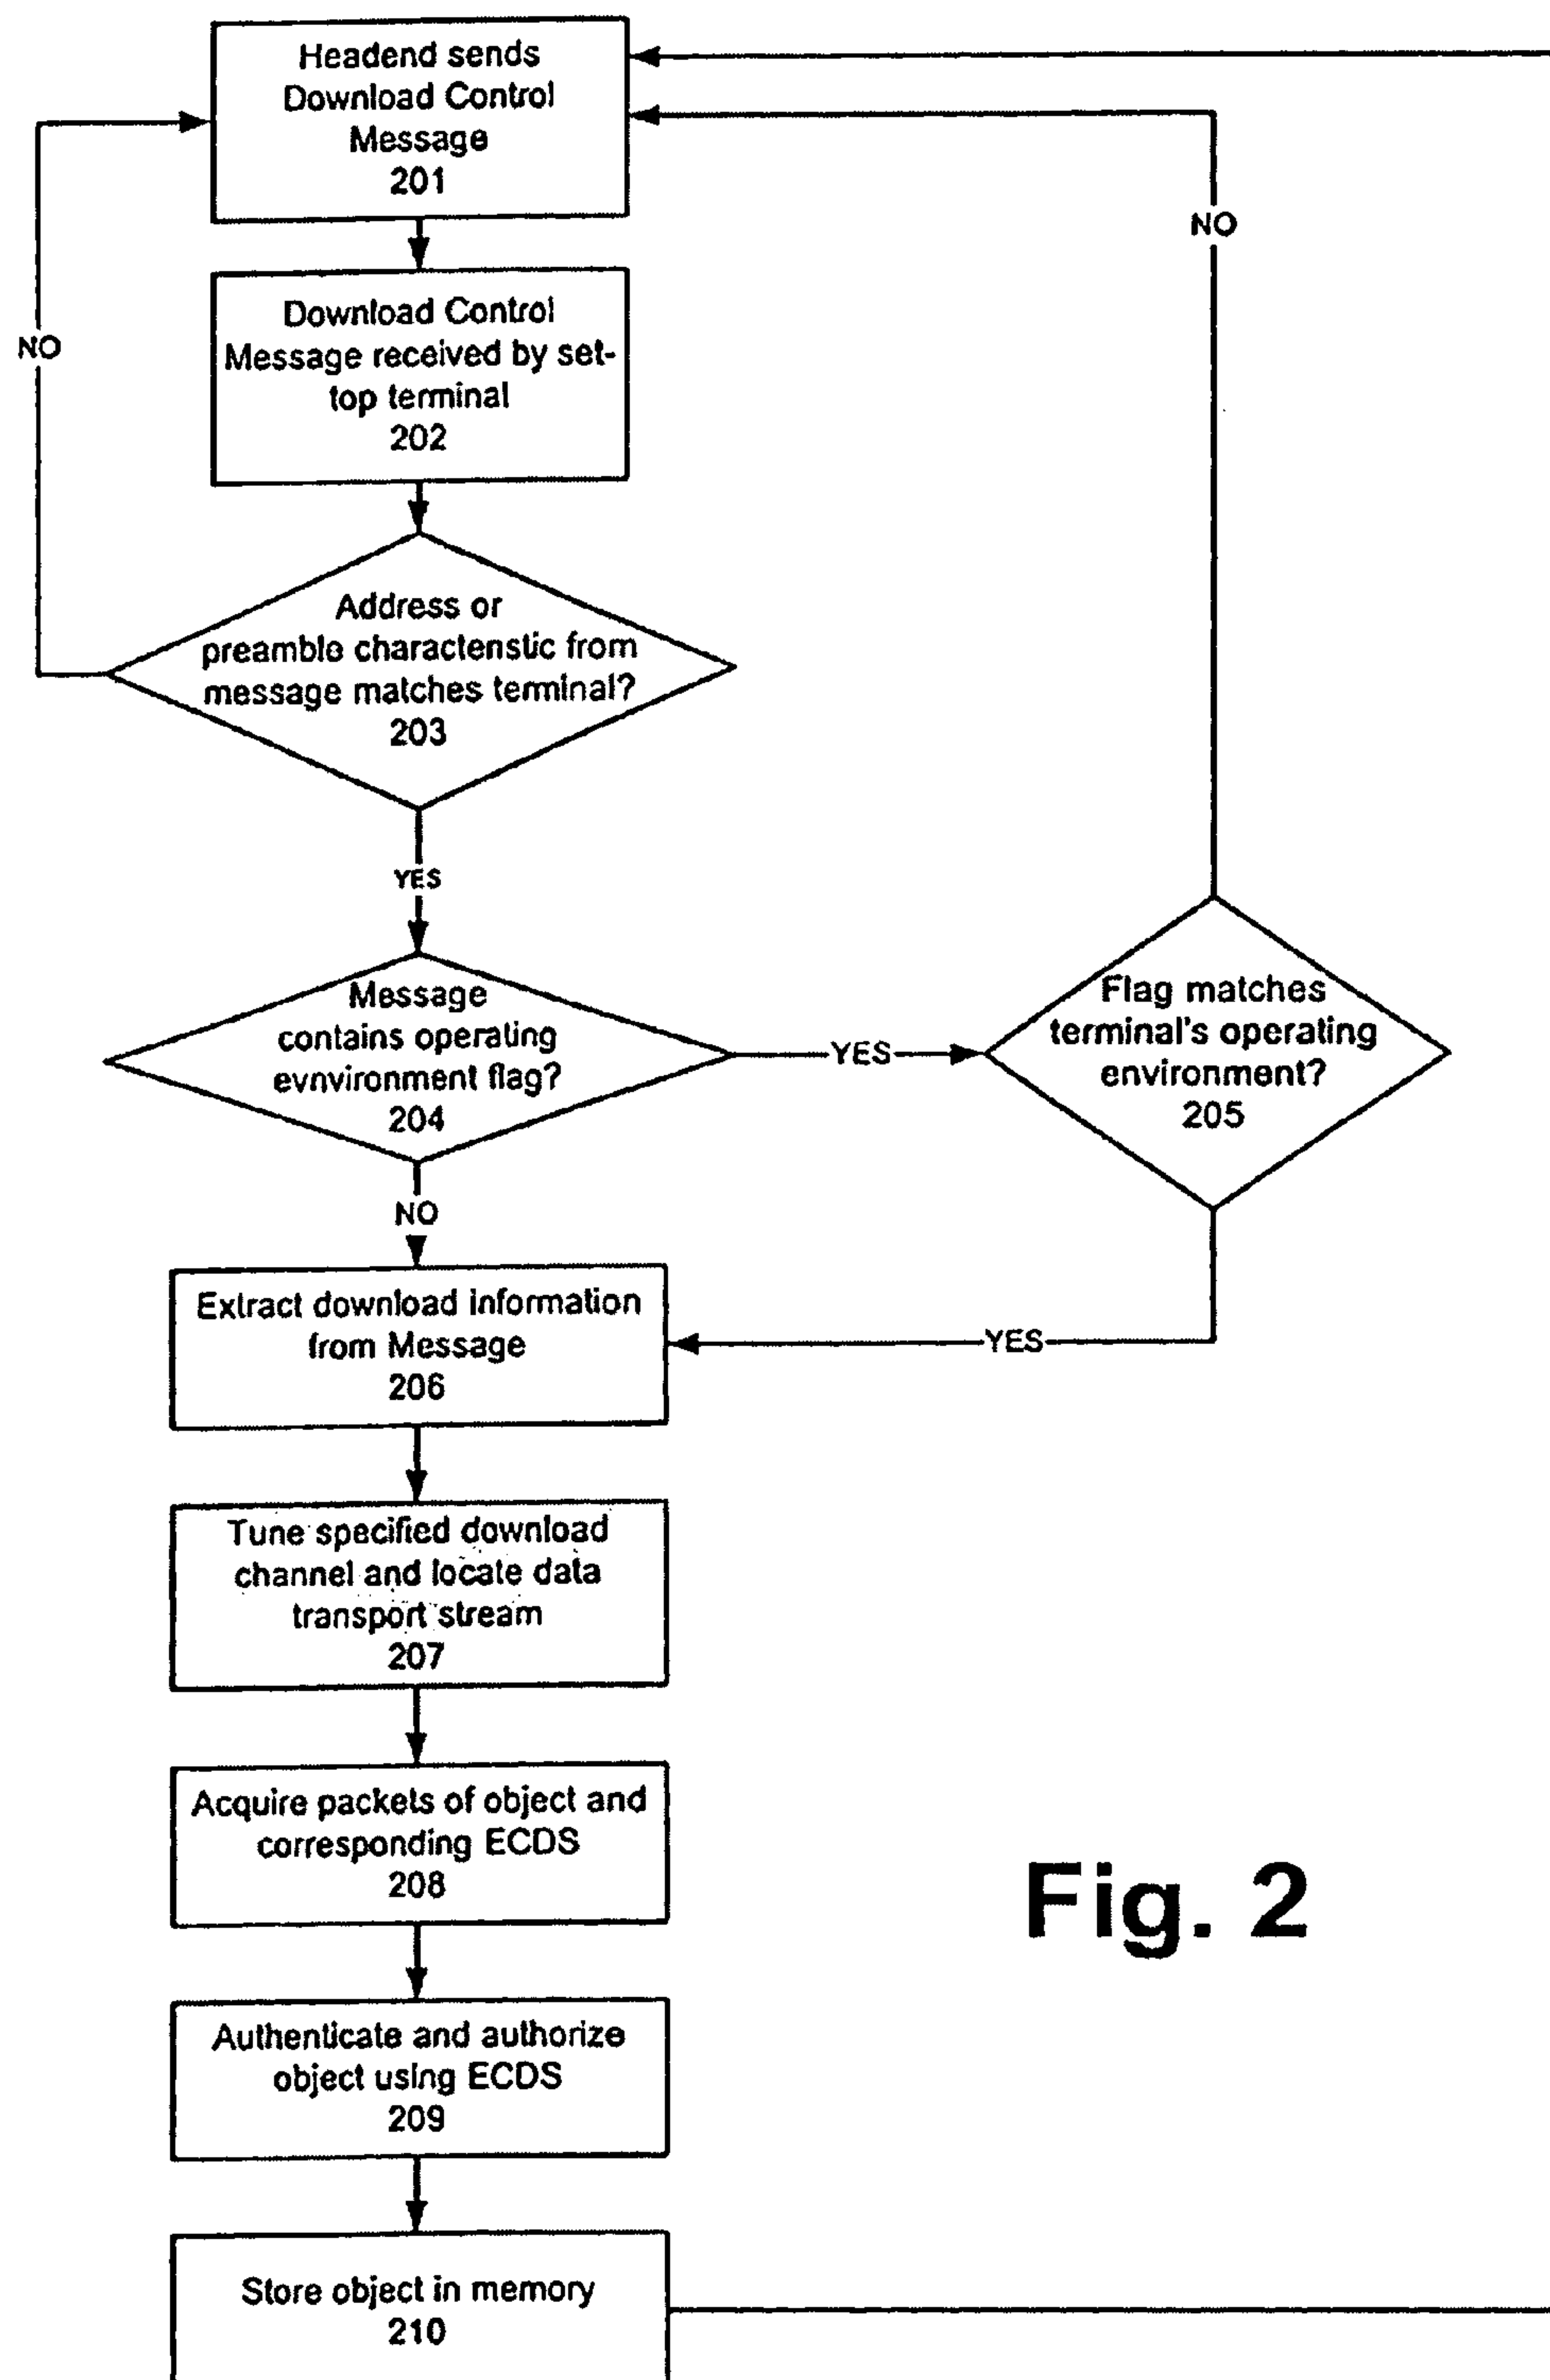 Headend sends
Download Control
Message
201
NO
NO
Download Control
Message received by set-
top terminal
202
Address or
preamble charactenstic from
message matches terminal?
203
YES
Message
contains operating
evnvironment flag?
204
YES
Flag matches
terminal's operating
environment?
205
NO
Extract download information
from Message
206
YES
Tune specified download
channel and locate data
transport stream
207
Acquire packets of object and
corresponding ECDS
208
Fig. 2
Authenticate and authorize
object using ECDS
209
Store object in memory
210